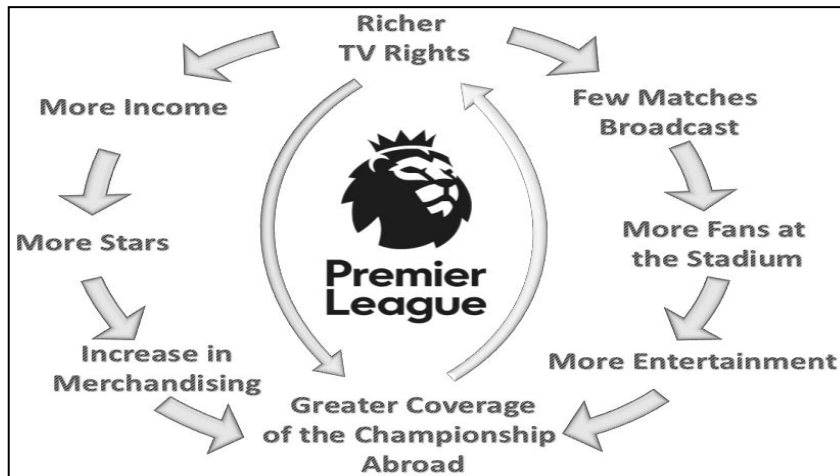 Richer
TV Rights
More Income
Few Matches
Broadcast
More Stars
More Fans at
the Stadium
Premier
League
Increase in
Merchandising
More Entertainment
Greater Coverage
of the Championship
Abroad